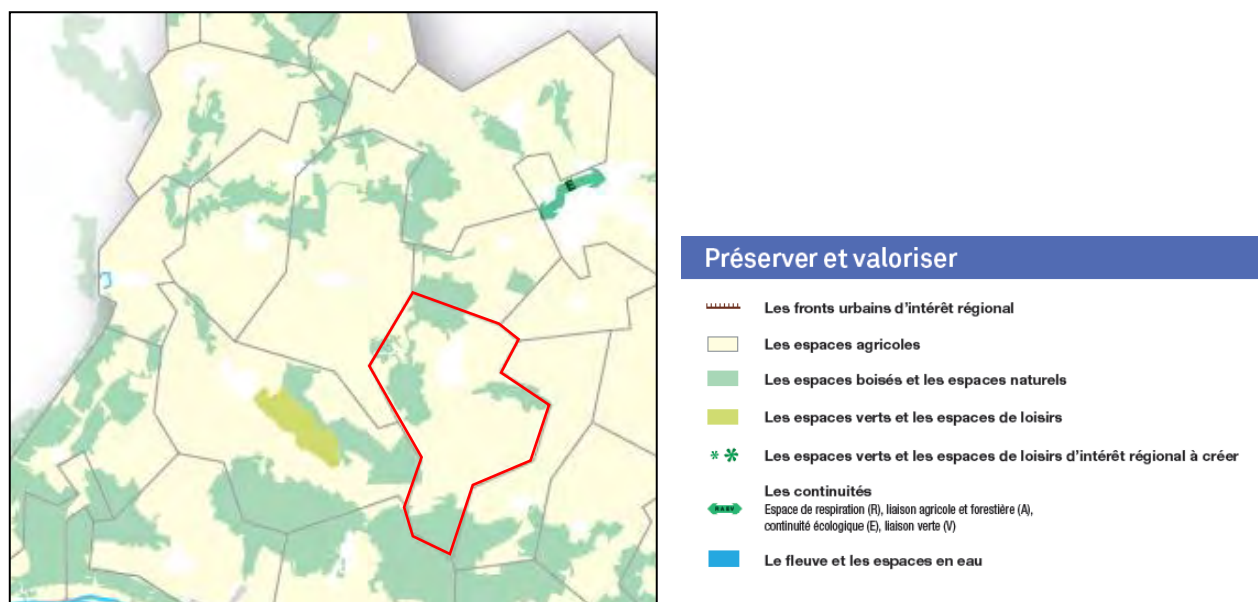 E
Préserver et valoriser
Les fronts urbains d'intérêt régional
Les espaces agricoles
Les espaces boisés et les espaces naturels
Les espaces verts et les espaces de loisirs
Les espaces verts et les espaces de loisirs d'intérêt régional à créer
Les continuités
Espace de respiration (R), liaison agricole et forestière (A),
continuité écologique (E), liaison verte (V)
Le fleuve et les espaces en eau